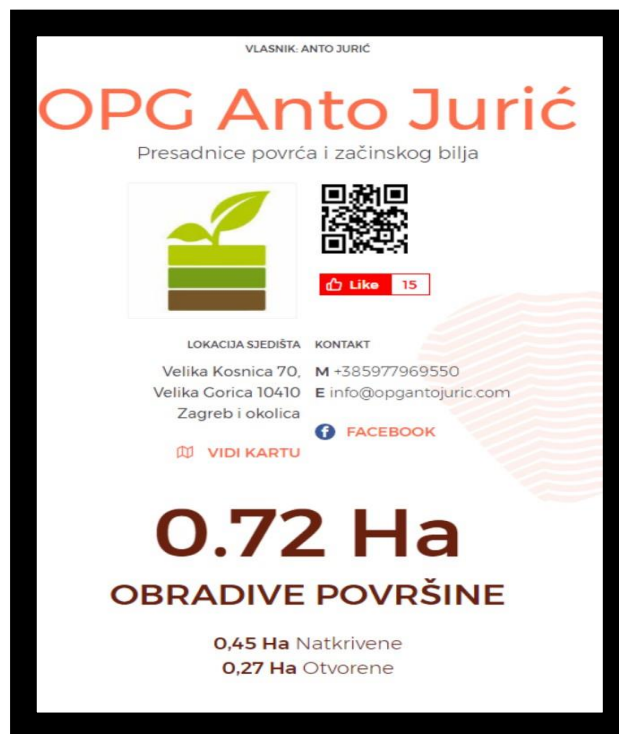 VLASNIK: ANTO JURIĆ
OPG Anto Jurić
Presadnice povrća i začinskog bilja
Like 15
LOKACIJA SJEDIŠTA
Velika Kosnica 70,
Velika Gorica 10410
Zagreb i okolica
VIDI KARTU
KONTAKT
M +385977969550
E info@opgantojuric.com
FACEBOOK
0.72 Ha
OBRADIVE POVRŠINE
0,45 Ha Natkrivene
0,27 Ha Otvorene